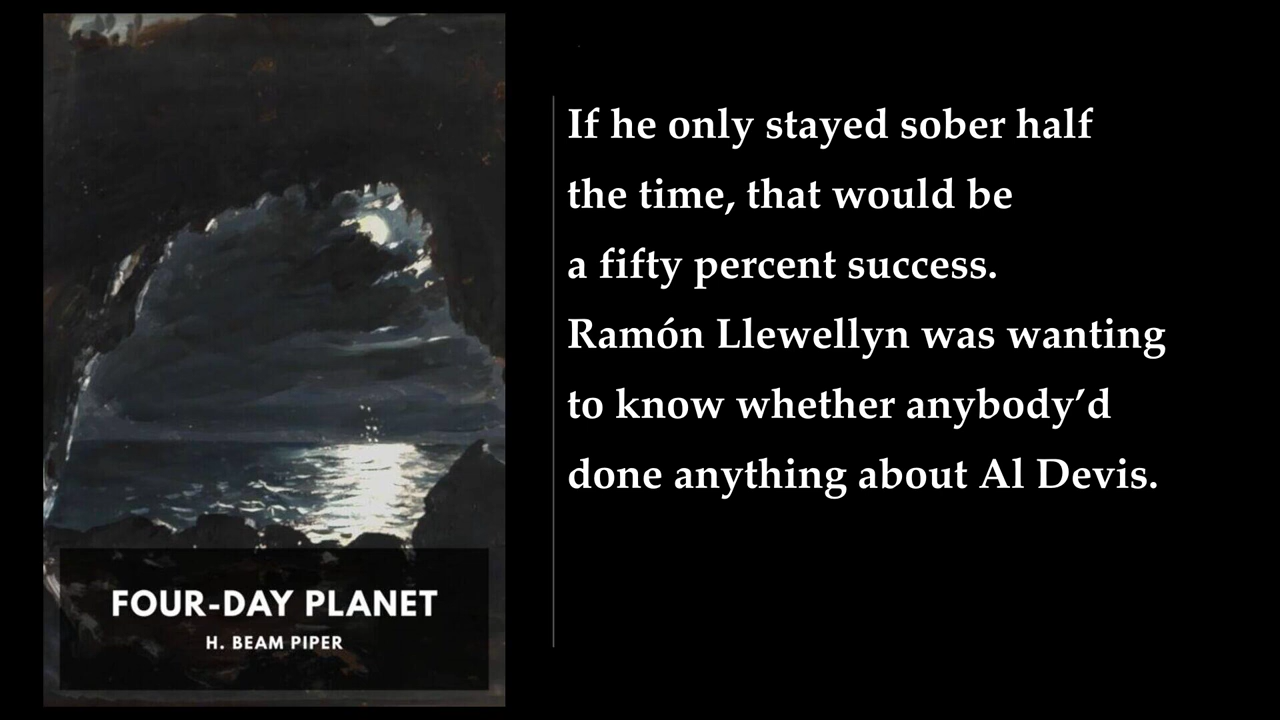 If he only stayed sober half
the time, that would be
a fifty percent success.
Ramón Llewellyn was wanting
to know whether anybody’d
done anything about Al Devis.
FOUR-DAY PLANET
H. BEAM PIPER